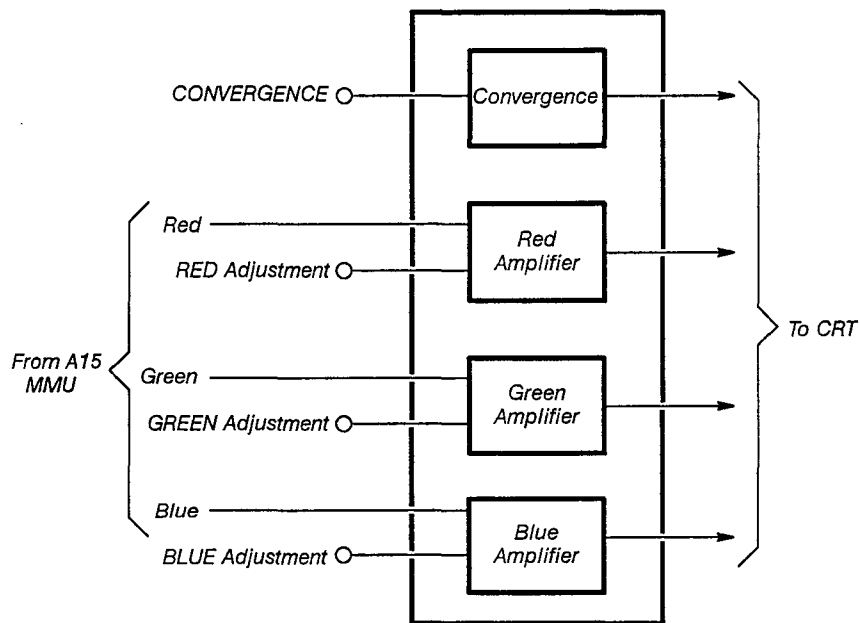 CONVERGENCE
Convergence
Red
RED Adjustment
Red
Amplifier
From A15
MMU
Green
GREEN Adjustment
Green
Amplifier
To CRT
Blue
BLUE Adjustment
Blue
Amplifier